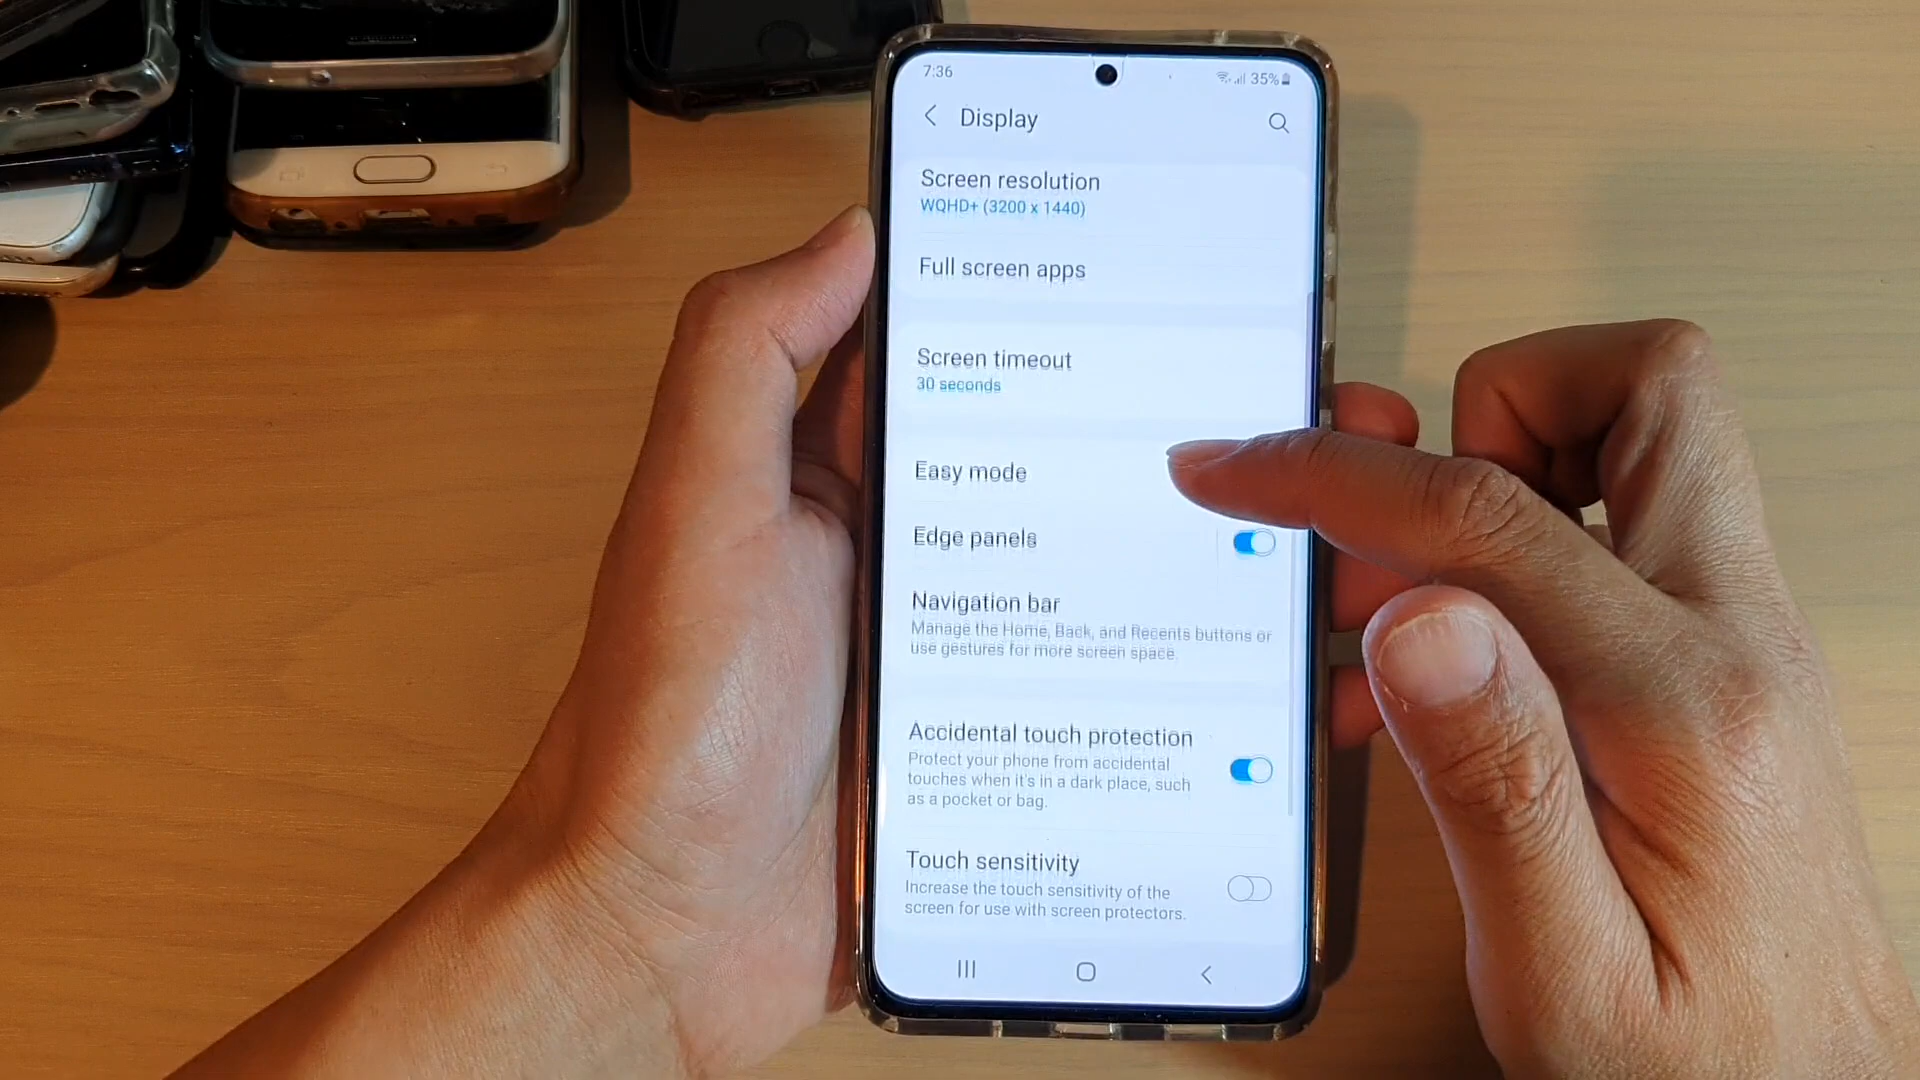 7:36
35%
Display
Screen resolution
WQHD+ (3200 x 1440)
Full screen apps
Screen timeout
30 seconds
Easy mode
Edge panels
Navigation bar
Manage the Home, Back, and Recents buttons or
use gestures for more screen space.
Accidental touch protection
Protect your phone from accidental
touches when it's in a dark place, such
as a pocket or bag.
Touch sensitivity
Increase the touch sensitivity of the
screen for use with screen protectors.